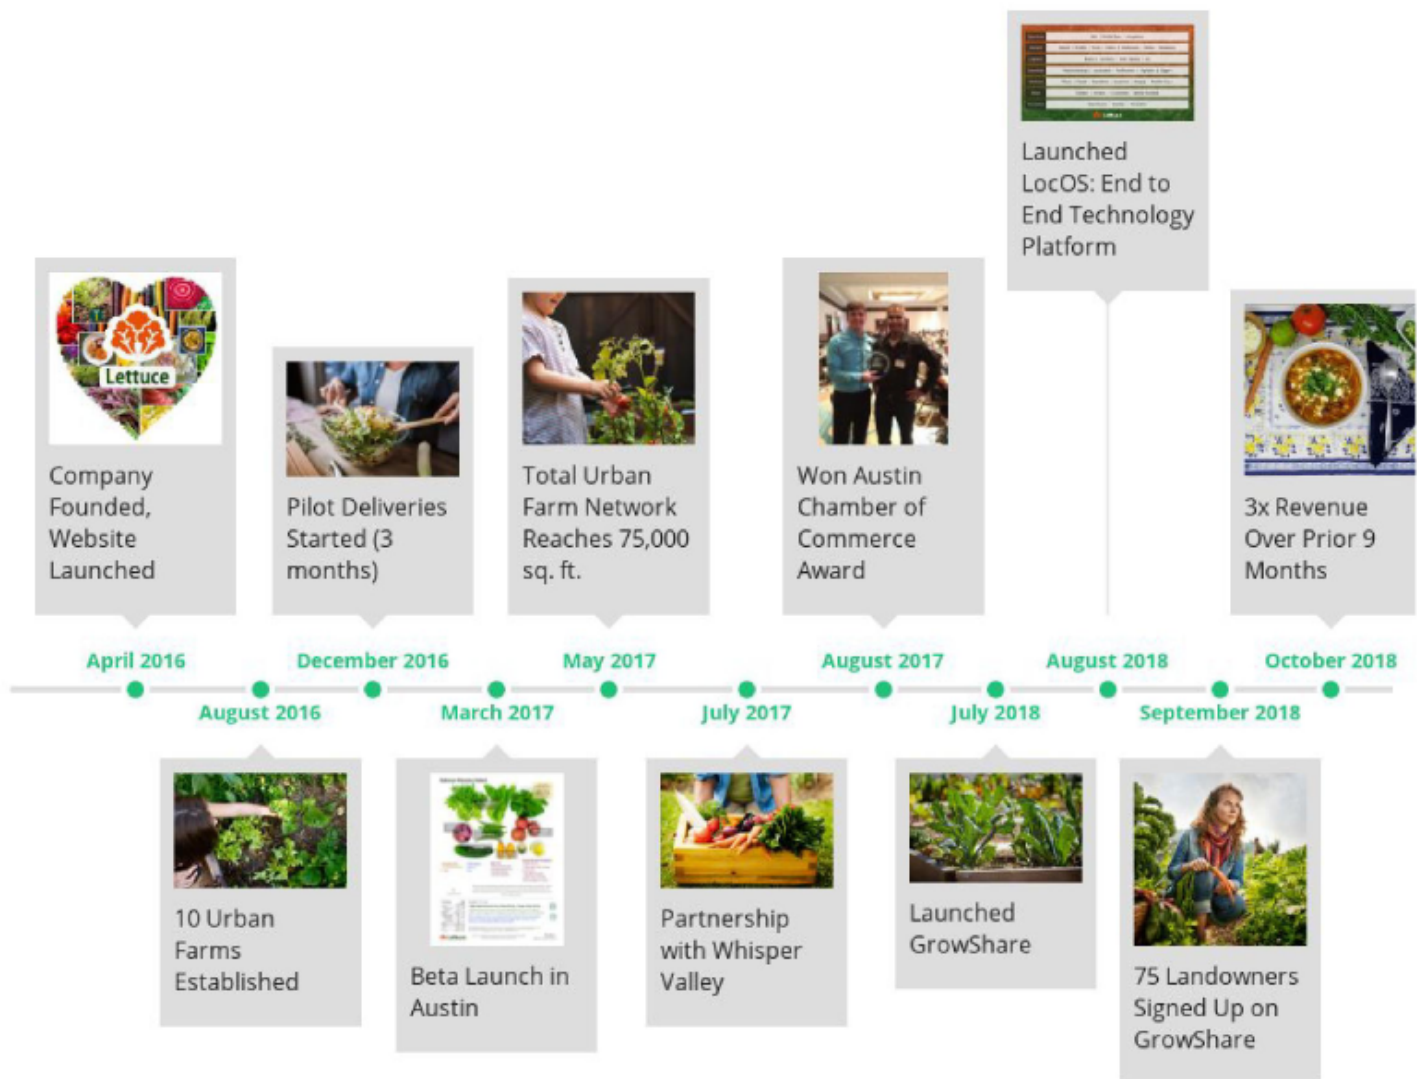 Launched
LocOS: End to
End Technology
Platform
Lettuce
Company
Founded,
Website
Launched
Pilot Deliveries
Started (3
months)
Total Urban
Farm Network
Reaches 75,000
sq. ft.
Won Austin
Chamber of
Commerce
Award
3x Revenue
Over Prior 9
Months
April 2016
December 2016
May 2017
August 2017
August 2018
October 2018
August 2016
March 2017
July 2017
July 2018
September 2018
10 Urban
Farms
Established
Beta Launch in
Austin
Partnership
with Whisper
Valley
Launched
GrowShare
75 Landowners
Signed Up on
GrowShare